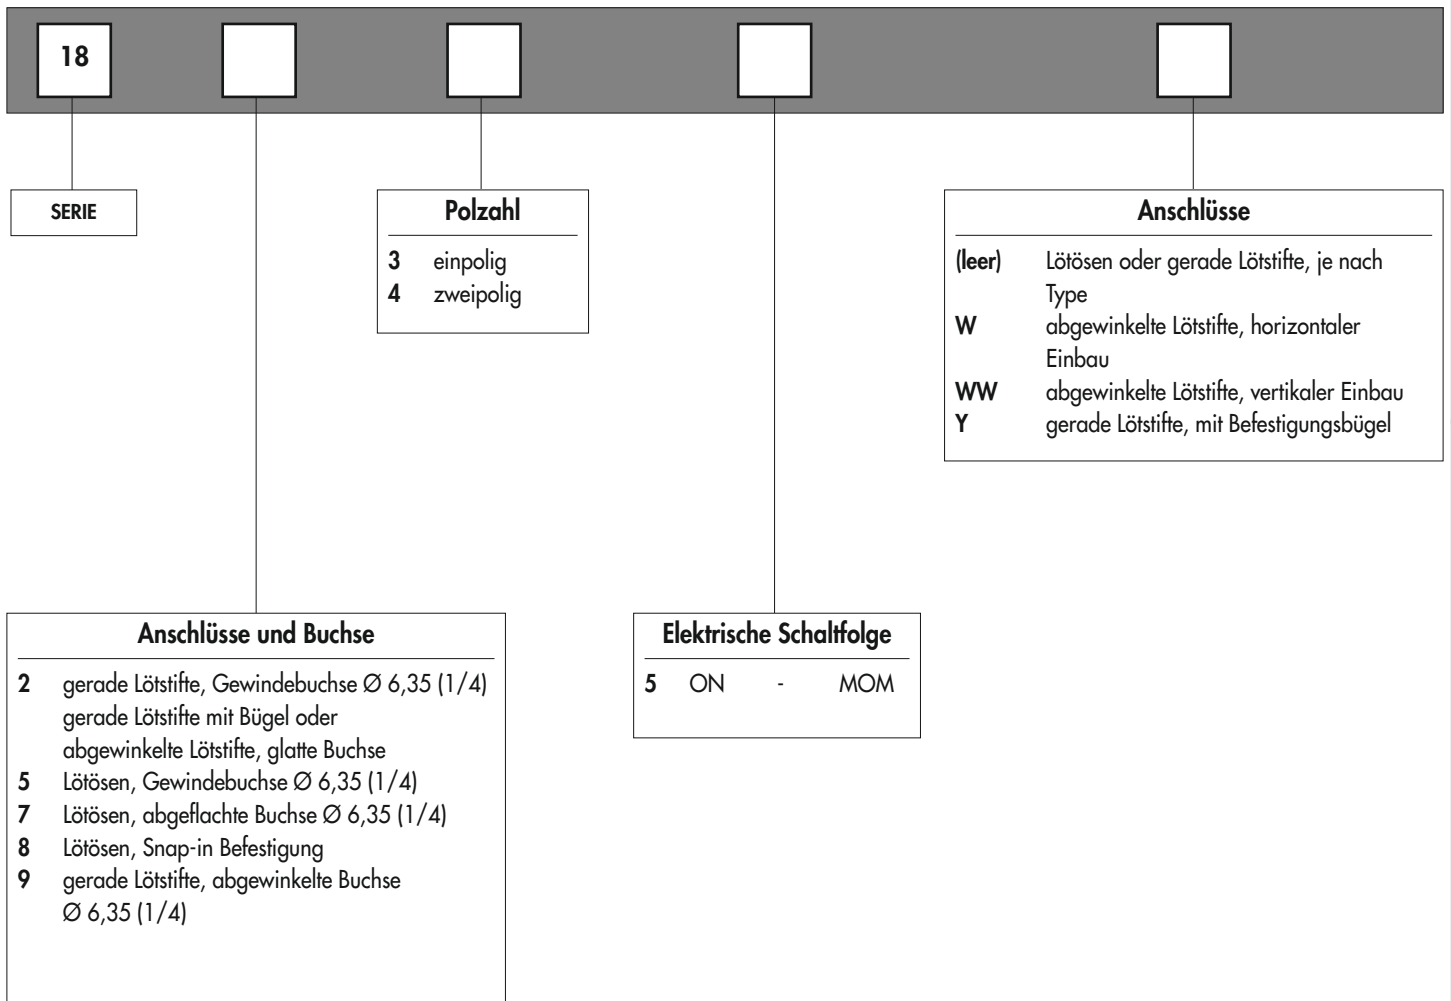 18
SERIE
Polzahl
3 einpolig
4 zweipolig
Anschlüsse
(leer) Lötösen oder gerade Lötstifte, je nach
Type
W abgewinkelte Lötstifte, horizontaler
Einbau
WW abgewinkelte Lötstifte, vertikaler Einbau
Y gerade Lötstifte, mit Befestigungsbügel
Anschlüsse und Buchse
2 gerade Lötstifte, Gewindebuchse Ø 6,35 (1/4)
gerade Lötstifte mit Bügel oder
abgewinkelte Lötstifte, glatte Buchse
5 Lötösen, Gewindebuchse Ø 6,35 (1/4)
7 Lötösen, abgeflachte Buchse Ø 6,35 (1/4)
8 Lötösen, Snap-in Befestigung
9 gerade Lötstifte, abgewinkelte Buchse
Ø 6,35 (1/4)
Elektrische Schaltfolge
5 ON - MOM